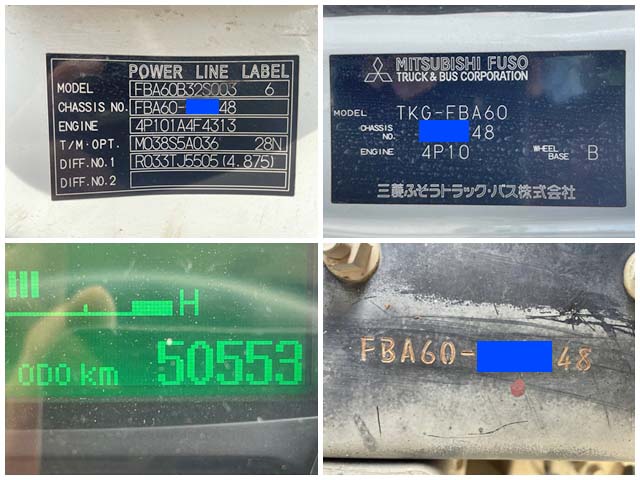 POWER LINE LABEL
MODEL FBA60B32S003 6
CHASSIS NO. FBA60- 48
ENGINE 4P101A4F4313
T/M·OPT. M038S5A036 28N
DIFF.NO.1 R033TJ5505(4.875)
DIFF.NO.2
MITSUBISHI FUSO
TRUCK & BUS CORPORATION
MODEL TKG-FBA60
CHASSIS NO. 48
ENGINE 4P10 WHEEL BASE B
三菱ふそうトラック・バス株式会社
H
ODO km 50553
FBA60- 48